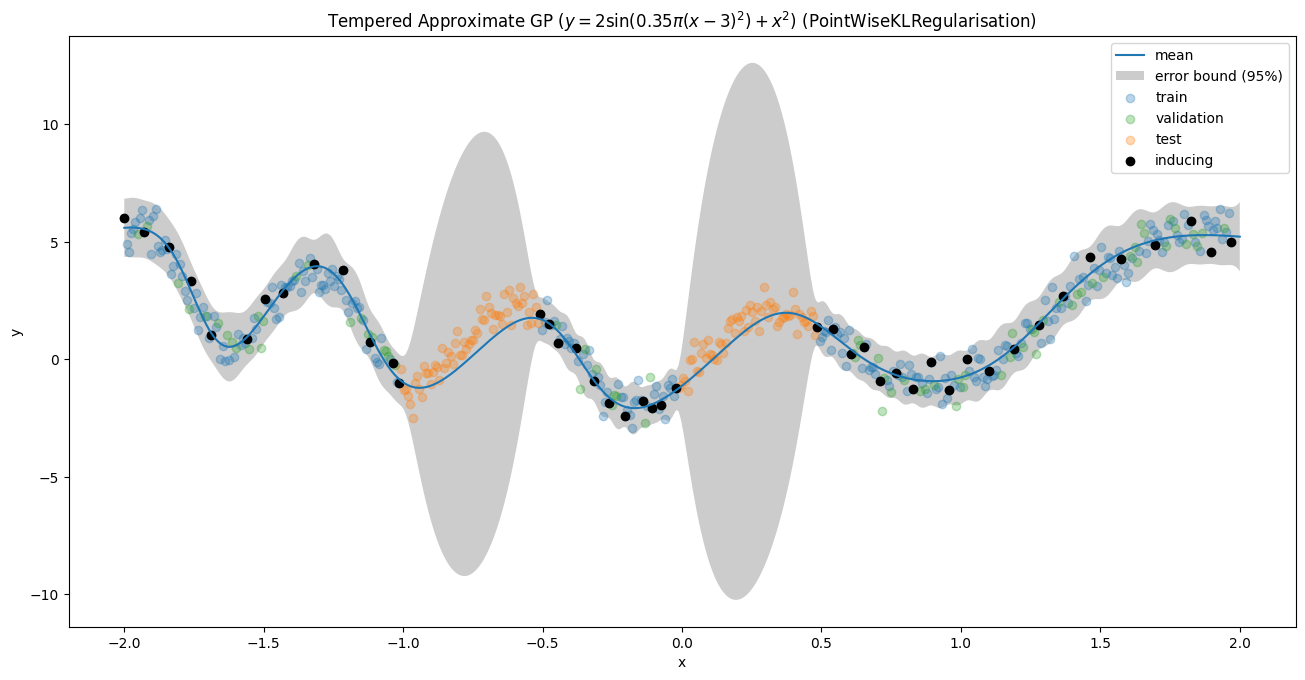 Tempered Approximate GP (y = 2sin(0.35π(x − 3)²) + x²) (PointWiseKLRegularisation)
mean
error bound (95%)
train
validation
test
inducing
10
5
0
−5
−10
y
−2.0 −1.5 −1.0 −0.5 0.0 0.5 1.0 1.5 2.0
x